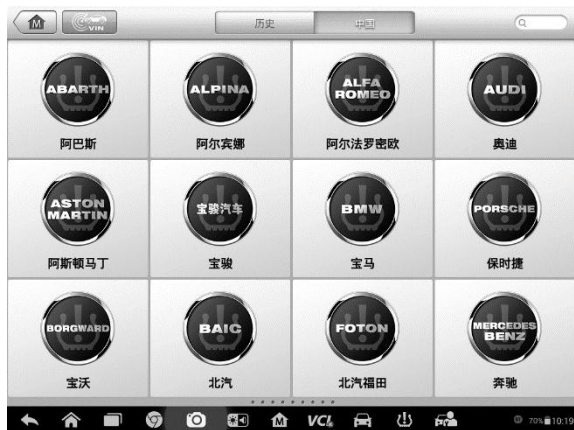 M
VIN
历史
中国
ABARTH
阿巴斯
ALPINA
阿尔宾娜
ALFA
ROMEO
阿尔法罗密欧
AUDI
奥迪
ASTON
MARTIN
阿斯顿马丁
宝骏汽车
宝骏
BMW
宝马
PORSCHE
保时捷
BORGWARD
宝沃
BAIC
北汽
FOTON
北汽福田
MERCEDES
BENZ
奔驰
M
VCI
70%
10:19